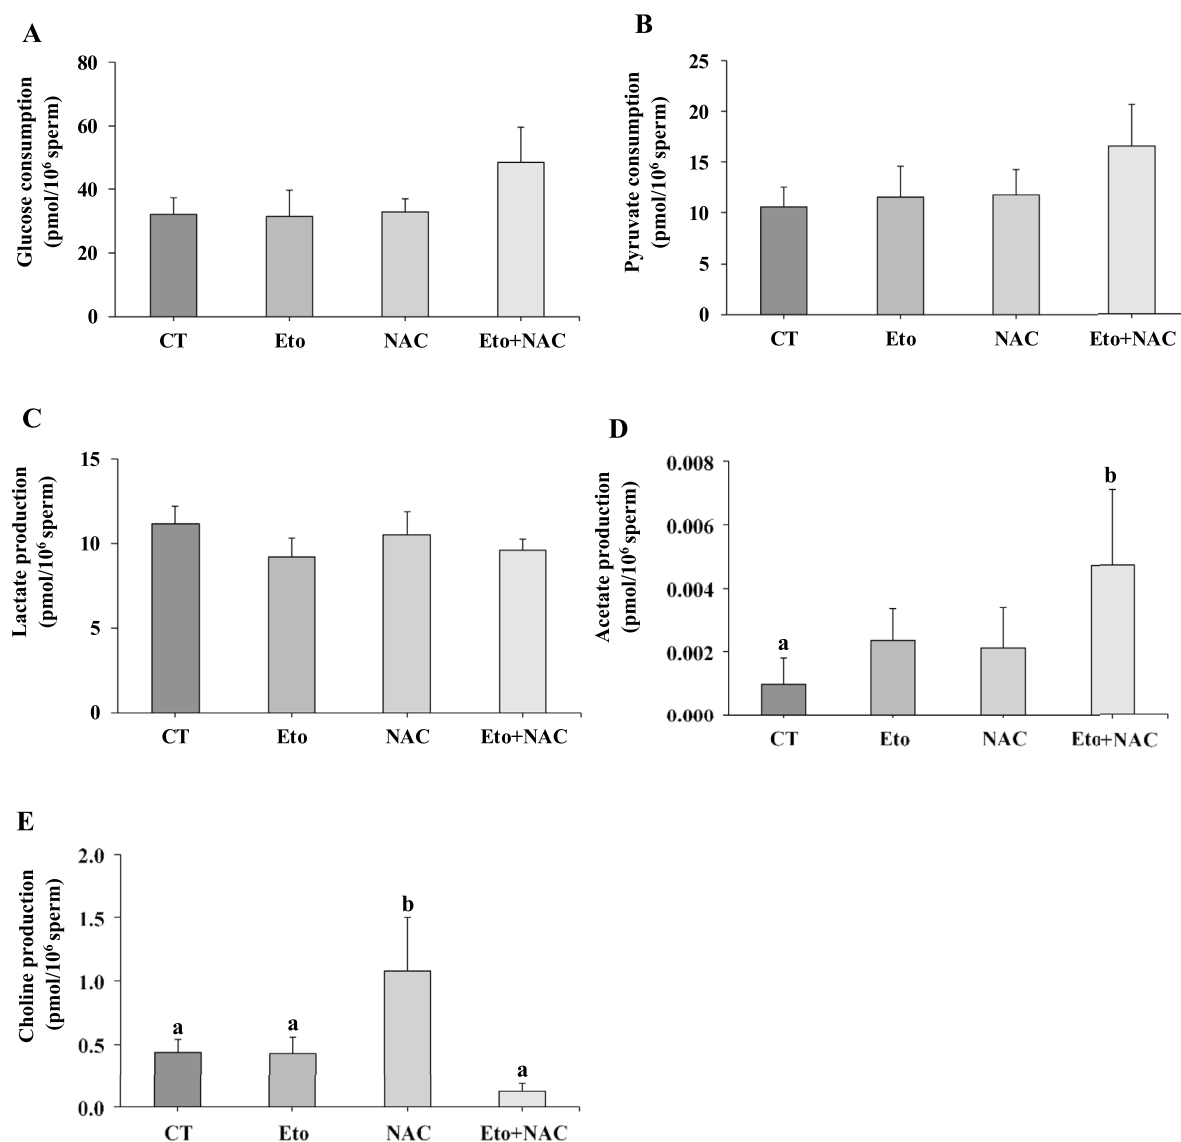 A
Glucose consumption
(pmol/10⁶ sperm)
80
60
40
20
0
CT Eto NAC Eto+NAC
B
Pyruvate consumption
(pmol/10⁶ sperm)
25
20
15
10
5
0
CT Eto NAC Eto+NAC
C
Lactate production
(pmol/10⁶ sperm)
15
10
5
0
CT Eto NAC Eto+NAC
D
Acetate production
(pmol/10⁶ sperm)
0.008
0.006
0.004
0.002
0.000
a
b
CT Eto NAC Eto+NAC
E
Choline production
(pmol/10⁶ sperm)
2.0
1.5
1.0
0.5
0.0
a
a
b
a
CT Eto NAC Eto+NAC